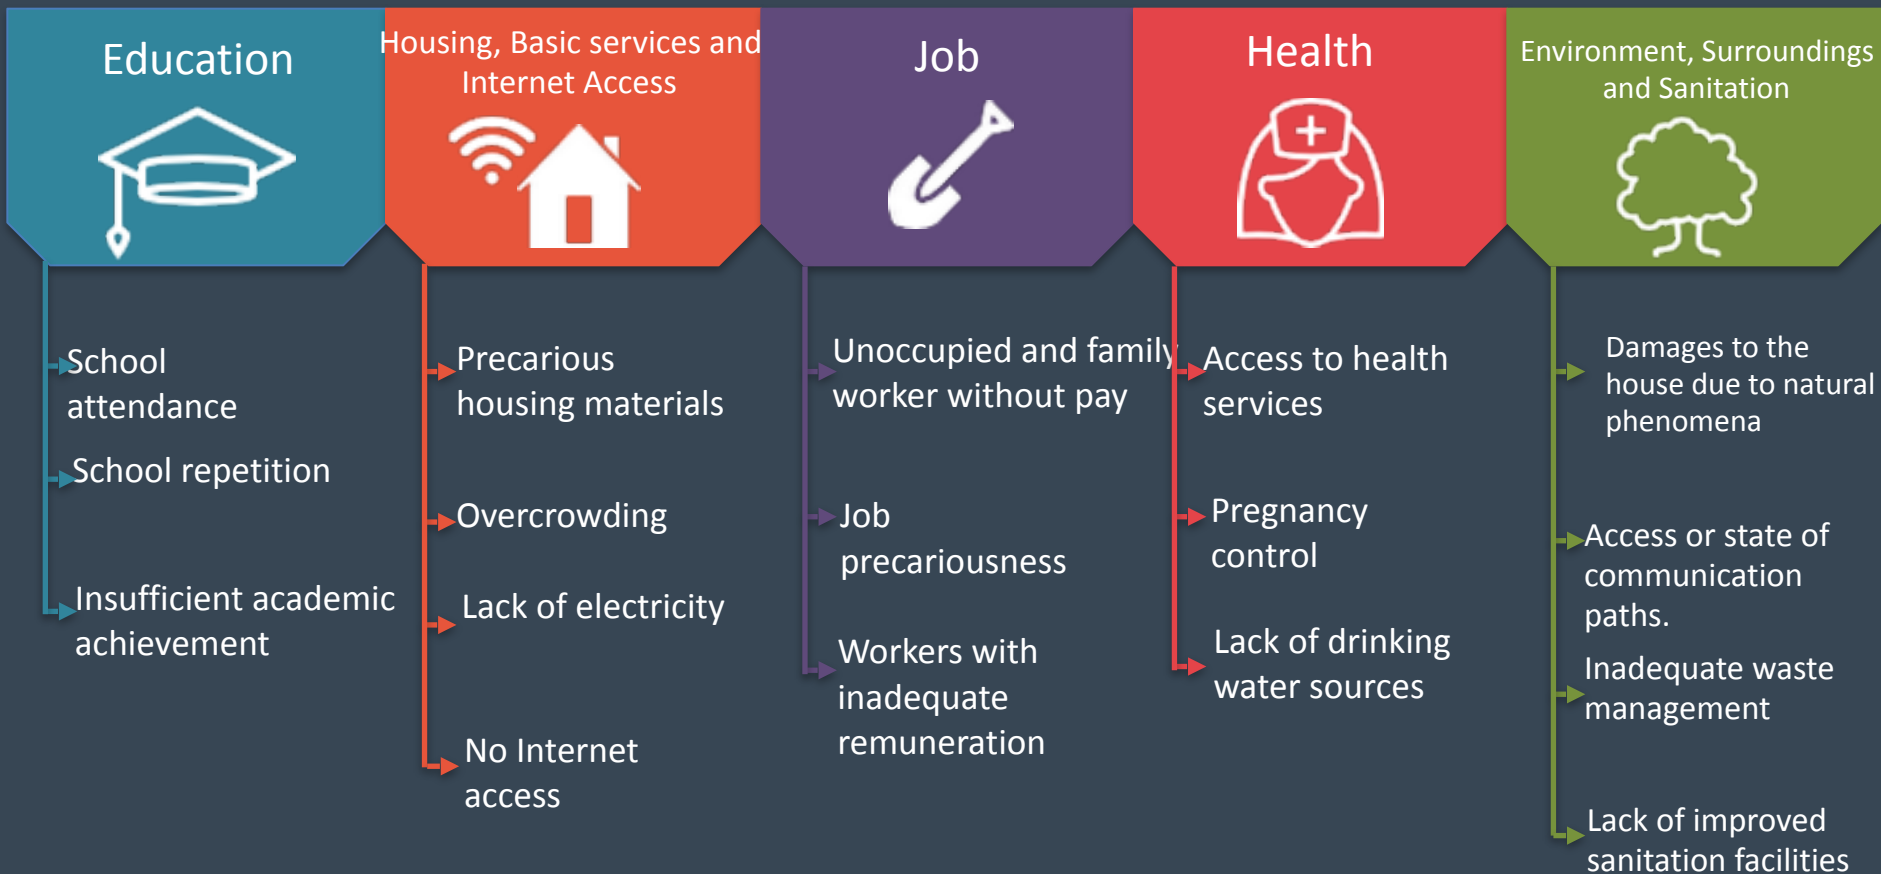 Education
School
attendance
School repetition
Insufficient academic
achievement
Housing, Basic services and
Internet Access
Precarious
housing materials
Overcrowding
Lack of electricity
No Internet
access
Job
Unoccupied and family
worker without pay
Job
precariousness
Workers with
inadequate
remuneration
Health
Access to health
services
Pregnancy
control
Lack of drinking
water sources
Environment, Surroundings
and Sanitation
Damages to the
house due to natural
phenomena
Access or state of
communication
paths.
Inadequate waste
management
Lack of improved
sanitation facilities